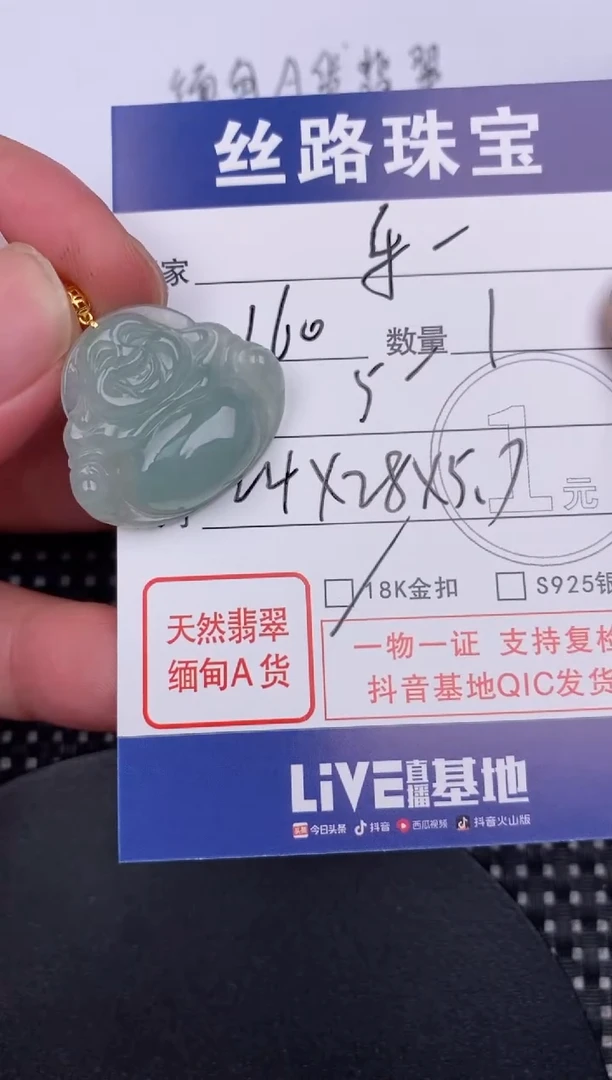 缅甸A货翡翠
丝路珠宝
家
160 数量 1
5
24X28X5.7
1元
18K金扣 S925银
天然翡翠
缅甸A货
一物一证 支持复检
抖音基地QIC发货
LiVE直播基地
头条 今日头条 抖音 西瓜视频 抖音火山版